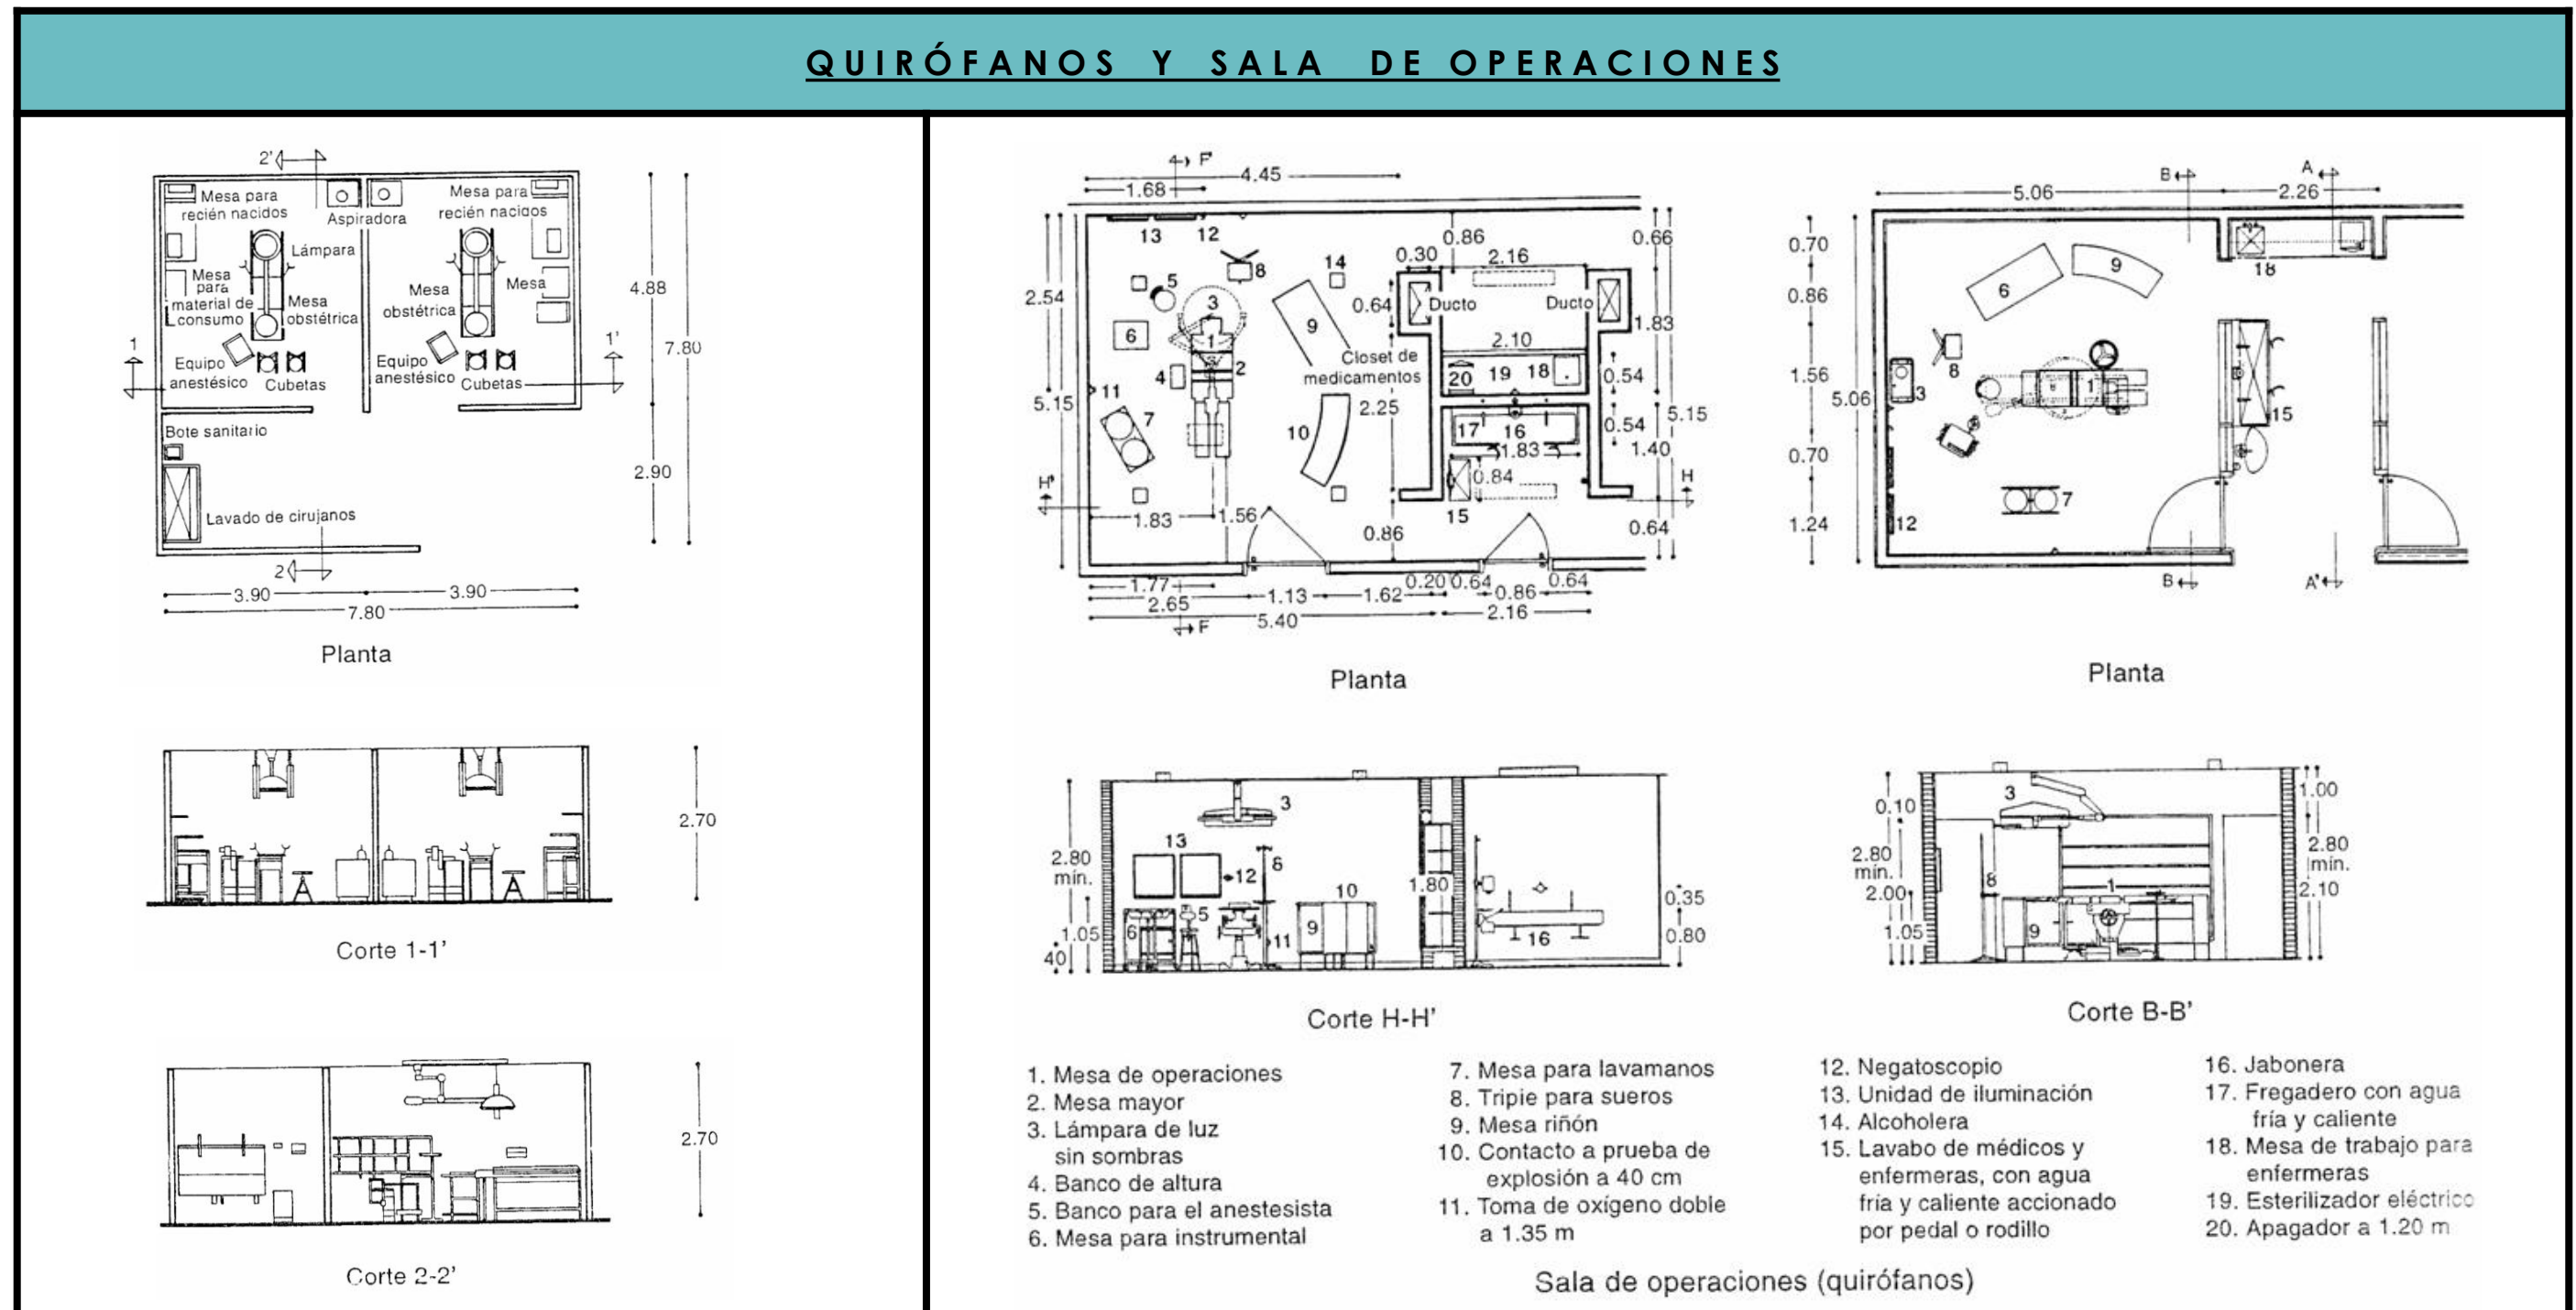 QUIRÓFANOS Y SALA DE OPERACIONES
2'
Mesa para
recién nacidos
Aspiradora
Mesa para
recién nacidos
Lámpara
Mesa
para
material de
consumo
Mesa
obstétrica
Mesa
obstétrica
Mesa
4.88
7.80
1
1'
Equipo
anestésico
Cubetas
Equipo
anestésico
Cubetas
Bote sanitario
2.90
Lavado de cirujanos
2
3.90
3.90
7.80
Planta
2.70
Corte 1-1'
2.70
Corte 2-2'
F'
4.45
1.68
13
12
0.86
0.66
8
14
0.30
2.16
5
2.54
3
0.64
Ducto
Ducto
1.83
6
9
1
2.10
2
Closet de
medicamentos
4
20
19
18
0.54
11
5.15
2.25
7
10
17
16
0.54
5.15
1.83
1.40
H'
0.84
H
1.83
1.56
15
0.86
0.64
1.77
0.20
0.64
0.64
2.65
1.13
1.62
0.86
5.40
2.16
F
Planta
B
A
5.06
2.26
0.70
9
18
0.86
6
8
1.56
3
1
5.06
15
0.70
7
1.24
12
B
A'
Planta
3
13
2.80
mín.
12
8
10
1.80
0.35
5
1.05
6
11
9
16
0.80
40
Corte H-H'
3
1.00
0.10
2.80
mín.
2.80
mín.
2.00
8
1
2.10
1.05
9
Corte B-B'
1. Mesa de operaciones
2. Mesa mayor
3. Lámpara de luz
sin sombras
4. Banco de altura
5. Banco para el anestesista
6. Mesa para instrumental
7. Mesa para lavamanos
8. Tripie para sueros
9. Mesa riñón
10. Contacto a prueba de
explosión a 40 cm
11. Toma de oxígeno doble
a 1.35 m
12. Negatoscopio
13. Unidad de iluminación
14. Alcoholera
15. Lavabo de médicos y
enfermeras, con agua
fría y caliente accionado
por pedal o rodillo
16. Jabonera
17. Fregadero con agua
fría y caliente
18. Mesa de trabajo para
enfermeras
19. Esterilizador eléctrico
20. Apagador a 1.20 m
Sala de operaciones (quirófanos)